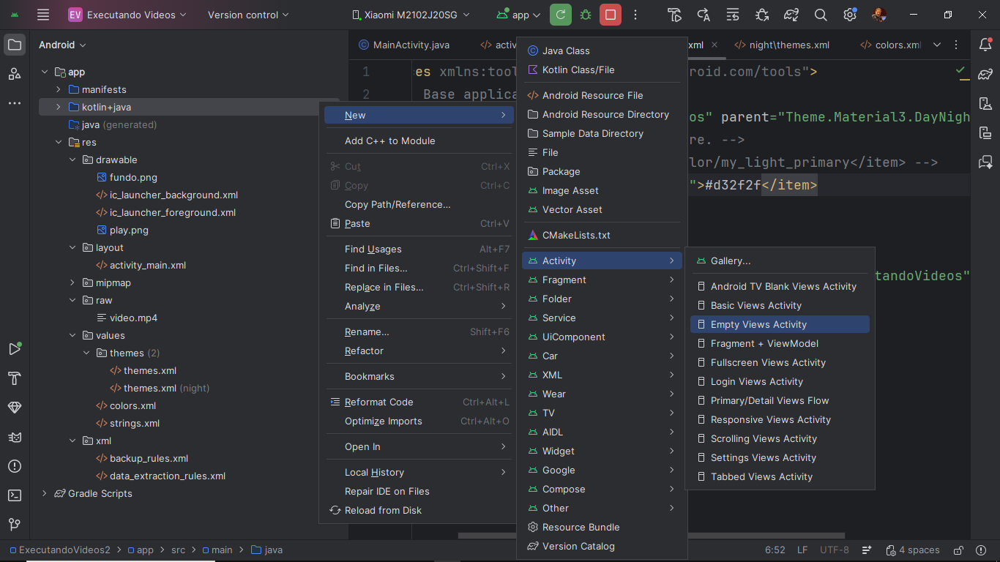 EV Executando Videos
Version control
Xiaomi M2102J20SG
app
Android
app
manifests
kotlin+java
java (generated)
res
drawable
fundo.png
ic_launcher_background.xml
ic_launcher_foreground.xml
play.png
layout
activity_main.xml
mipmap
raw
video.mp4
values
themes (2)
themes.xml
themes.xml (night)
colors.xml
strings.xml
xml
backup_rules.xml
data_extraction_rules.xml
Gradle Scripts
MainActivity.java
activ
xml
night\themes.xml
colors.xml
1
2
es xmlns:tool
roid.com/tools">
Base applica
os" parent="Theme.Material3.DayNigh
re. -->
lor/my_light_primary</item> -->
">#d32f2f</item>
tandoVideos"
New
Add C++ to Module
Cut Ctrl+X
Copy Ctrl+C
Copy Path/Reference...
Paste Ctrl+V
Find Usages Alt+F7
Find in Files... Ctrl+Shift+F
Replace in Files... Ctrl+Shift+R
Analyze
Rename... Shift+F6
Refactor
Bookmarks
Reformat Code Ctrl+Alt+L
Optimize Imports Ctrl+Alt+O
Open In
Local History
Repair IDE on Files
Reload from Disk
Java Class
Kotlin Class/File
Android Resource File
Android Resource Directory
Sample Data Directory
File
Package
Image Asset
Vector Asset
CMakeLists.txt
Activity
Fragment
Folder
Service
UiComponent
Car
XML
Wear
TV
AIDL
Widget
Google
Compose
Other
Resource Bundle
Version Catalog
Gallery...
Android TV Blank Views Activity
Basic Views Activity
Empty Views Activity
Fragment + ViewModel
Fullscreen Views Activity
Login Views Activity
Primary/Detail Views Flow
Responsive Views Activity
Scrolling Views Activity
Settings Views Activity
Tabbed Views Activity
ExecutandoVideos2 > app > src > main > java
6:52 LF UTF-8 4 spaces